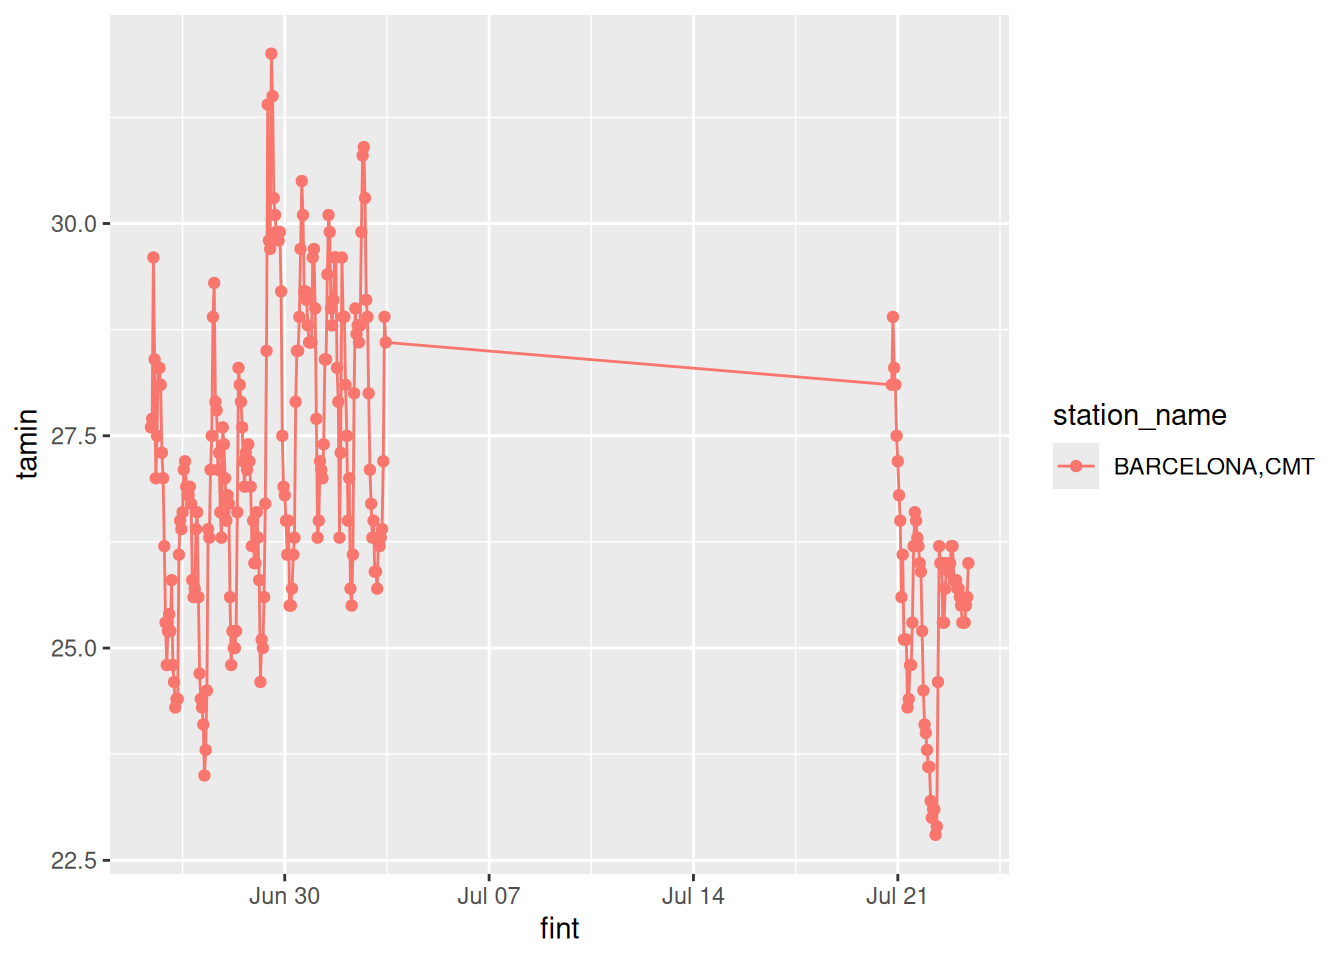 30.0
27.5
25.0
22.5
tamin
Jun 30
Jul 07
Jul 14
Jul 21
fint
station_name
BARCELONA,CMT